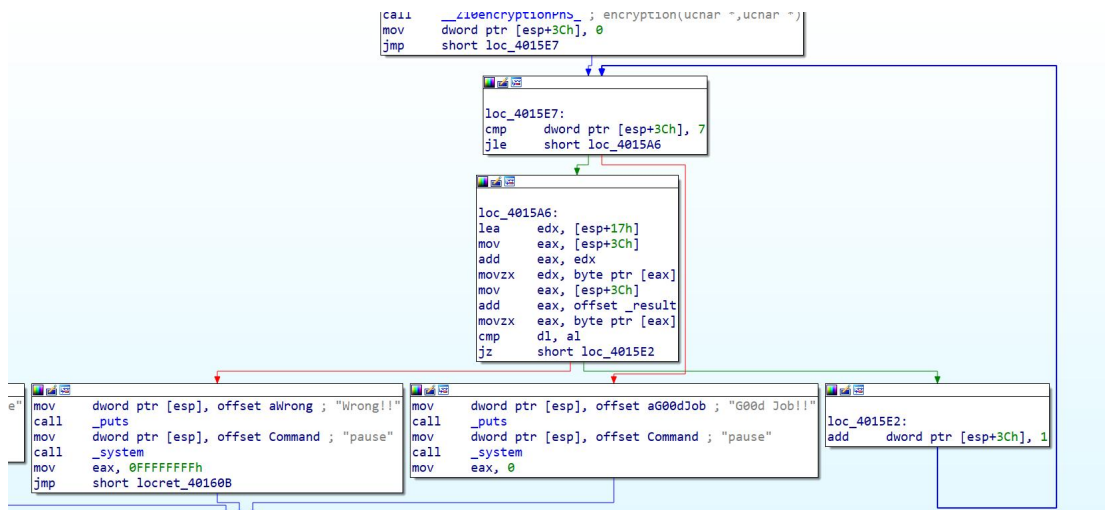 call __Z10encryptionPhS_ ; encryption(uchar *,uchar *)
mov dword ptr [esp+3Ch], 0
jmp short loc_4015E7
loc_4015E7:
cmp dword ptr [esp+3Ch], 7
jle short loc_4015A6
loc_4015A6:
lea edx, [esp+17h]
mov eax, [esp+3Ch]
add eax, edx
movzx edx, byte ptr [eax]
mov eax, [esp+3Ch]
add eax, offset _result
movzx eax, byte ptr [eax]
cmp dl, al
jz short loc_4015E2
e"
mov dword ptr [esp], offset aWrong ; "Wrong!!"
call _puts
mov dword ptr [esp], offset Command ; "pause"
call _system
mov eax, 0FFFFFFFFh
jmp short locret_40160B
mov dword ptr [esp], offset aG00dJob ; "G00d Job!!"
call _puts
mov dword ptr [esp], offset Command ; "pause"
call _system
mov eax, 0
loc_4015E2:
add dword ptr [esp+3Ch], 1